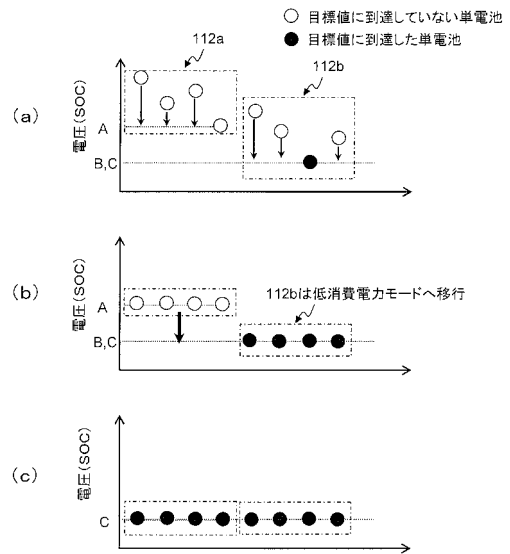 ○ 目標値に到達していない単電池
● 目標値に到達した単電池
112a
112b
(a)
電圧(SOC)
A
B,C
(b)
電圧(SOC)
A
B,C
112bは低消費電力モードへ移行
(c)
電圧(SOC)
C